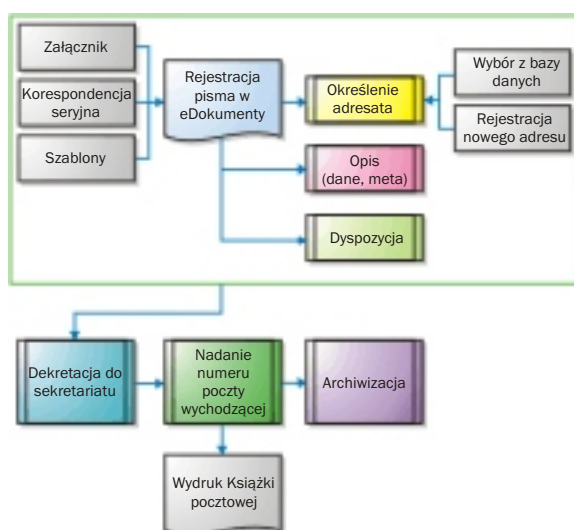 Załącznik
Korespondencja
seryjna
Szablony
Rejestracja
pisma w
eDokumenty
Określenie
adresata
Wybór z bazy
danych
Rejestracja
nowego adresu
Opis
(dane, meta)
Dyspozycja
Dekretacja do
sekretariatu
Nadanie
numeru
poczty
wychodzącej
Archiwizacja
Wydruk Książki
pocztowej